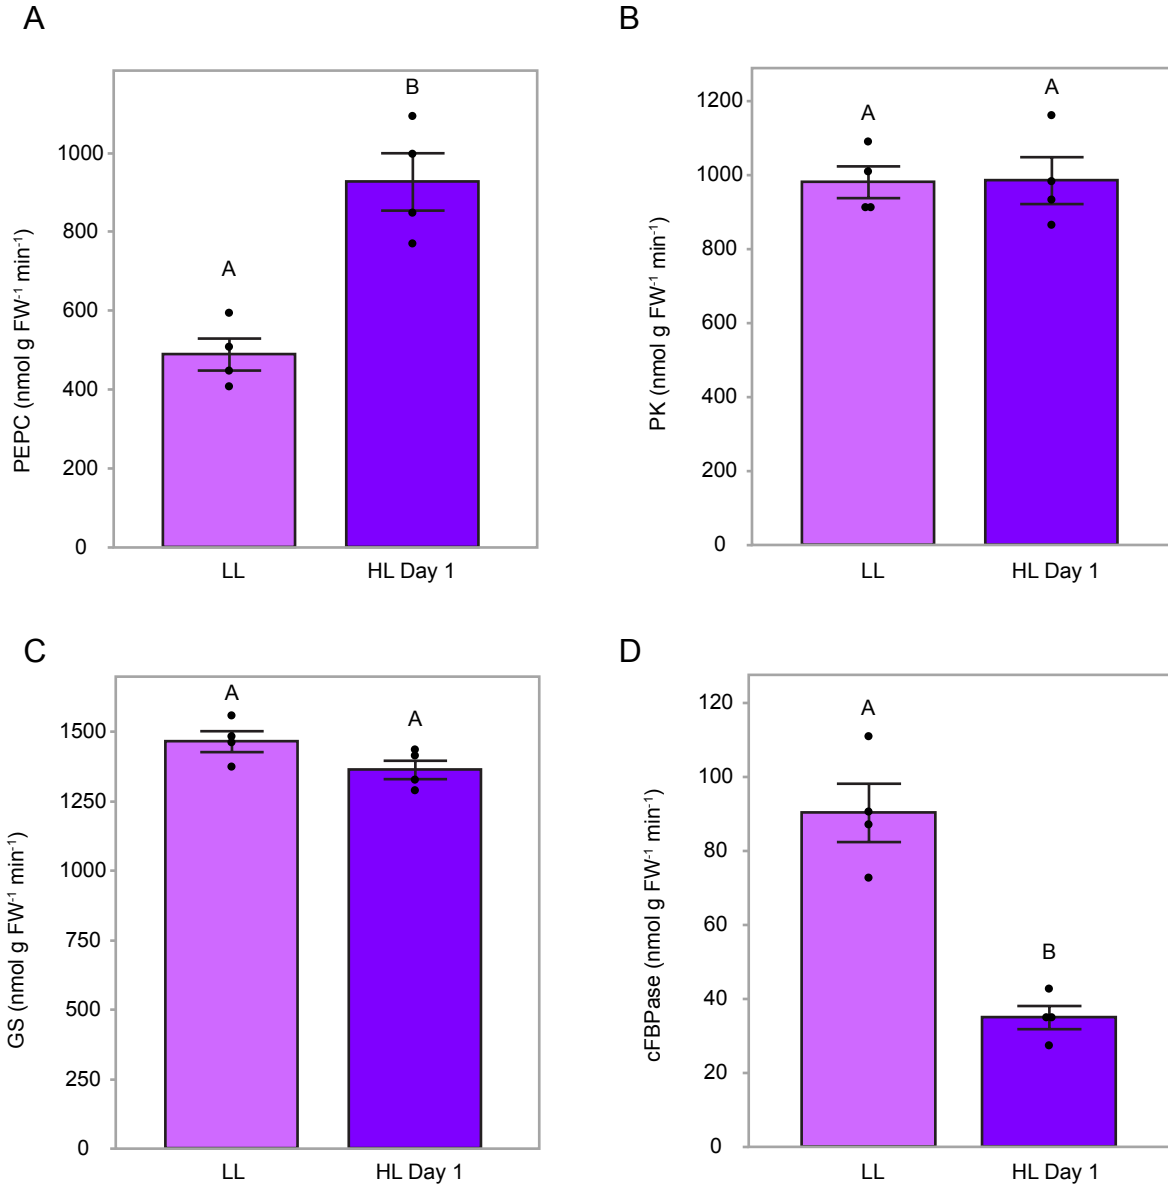 A
PEPC (nmol g FW⁻¹ min⁻¹)
1000
800
600
400
200
0
A
B
LL
HL Day 1
B
PK (nmol g FW⁻¹ min⁻¹)
1200
1000
800
600
400
200
0
A
A
LL
HL Day 1
C
GS (nmol g FW⁻¹ min⁻¹)
1500
1250
1000
750
500
250
0
A
A
LL
HL Day 1
D
cFBPase (nmol g FW⁻¹ min⁻¹)
120
100
80
60
40
20
0
A
B
LL
HL Day 1